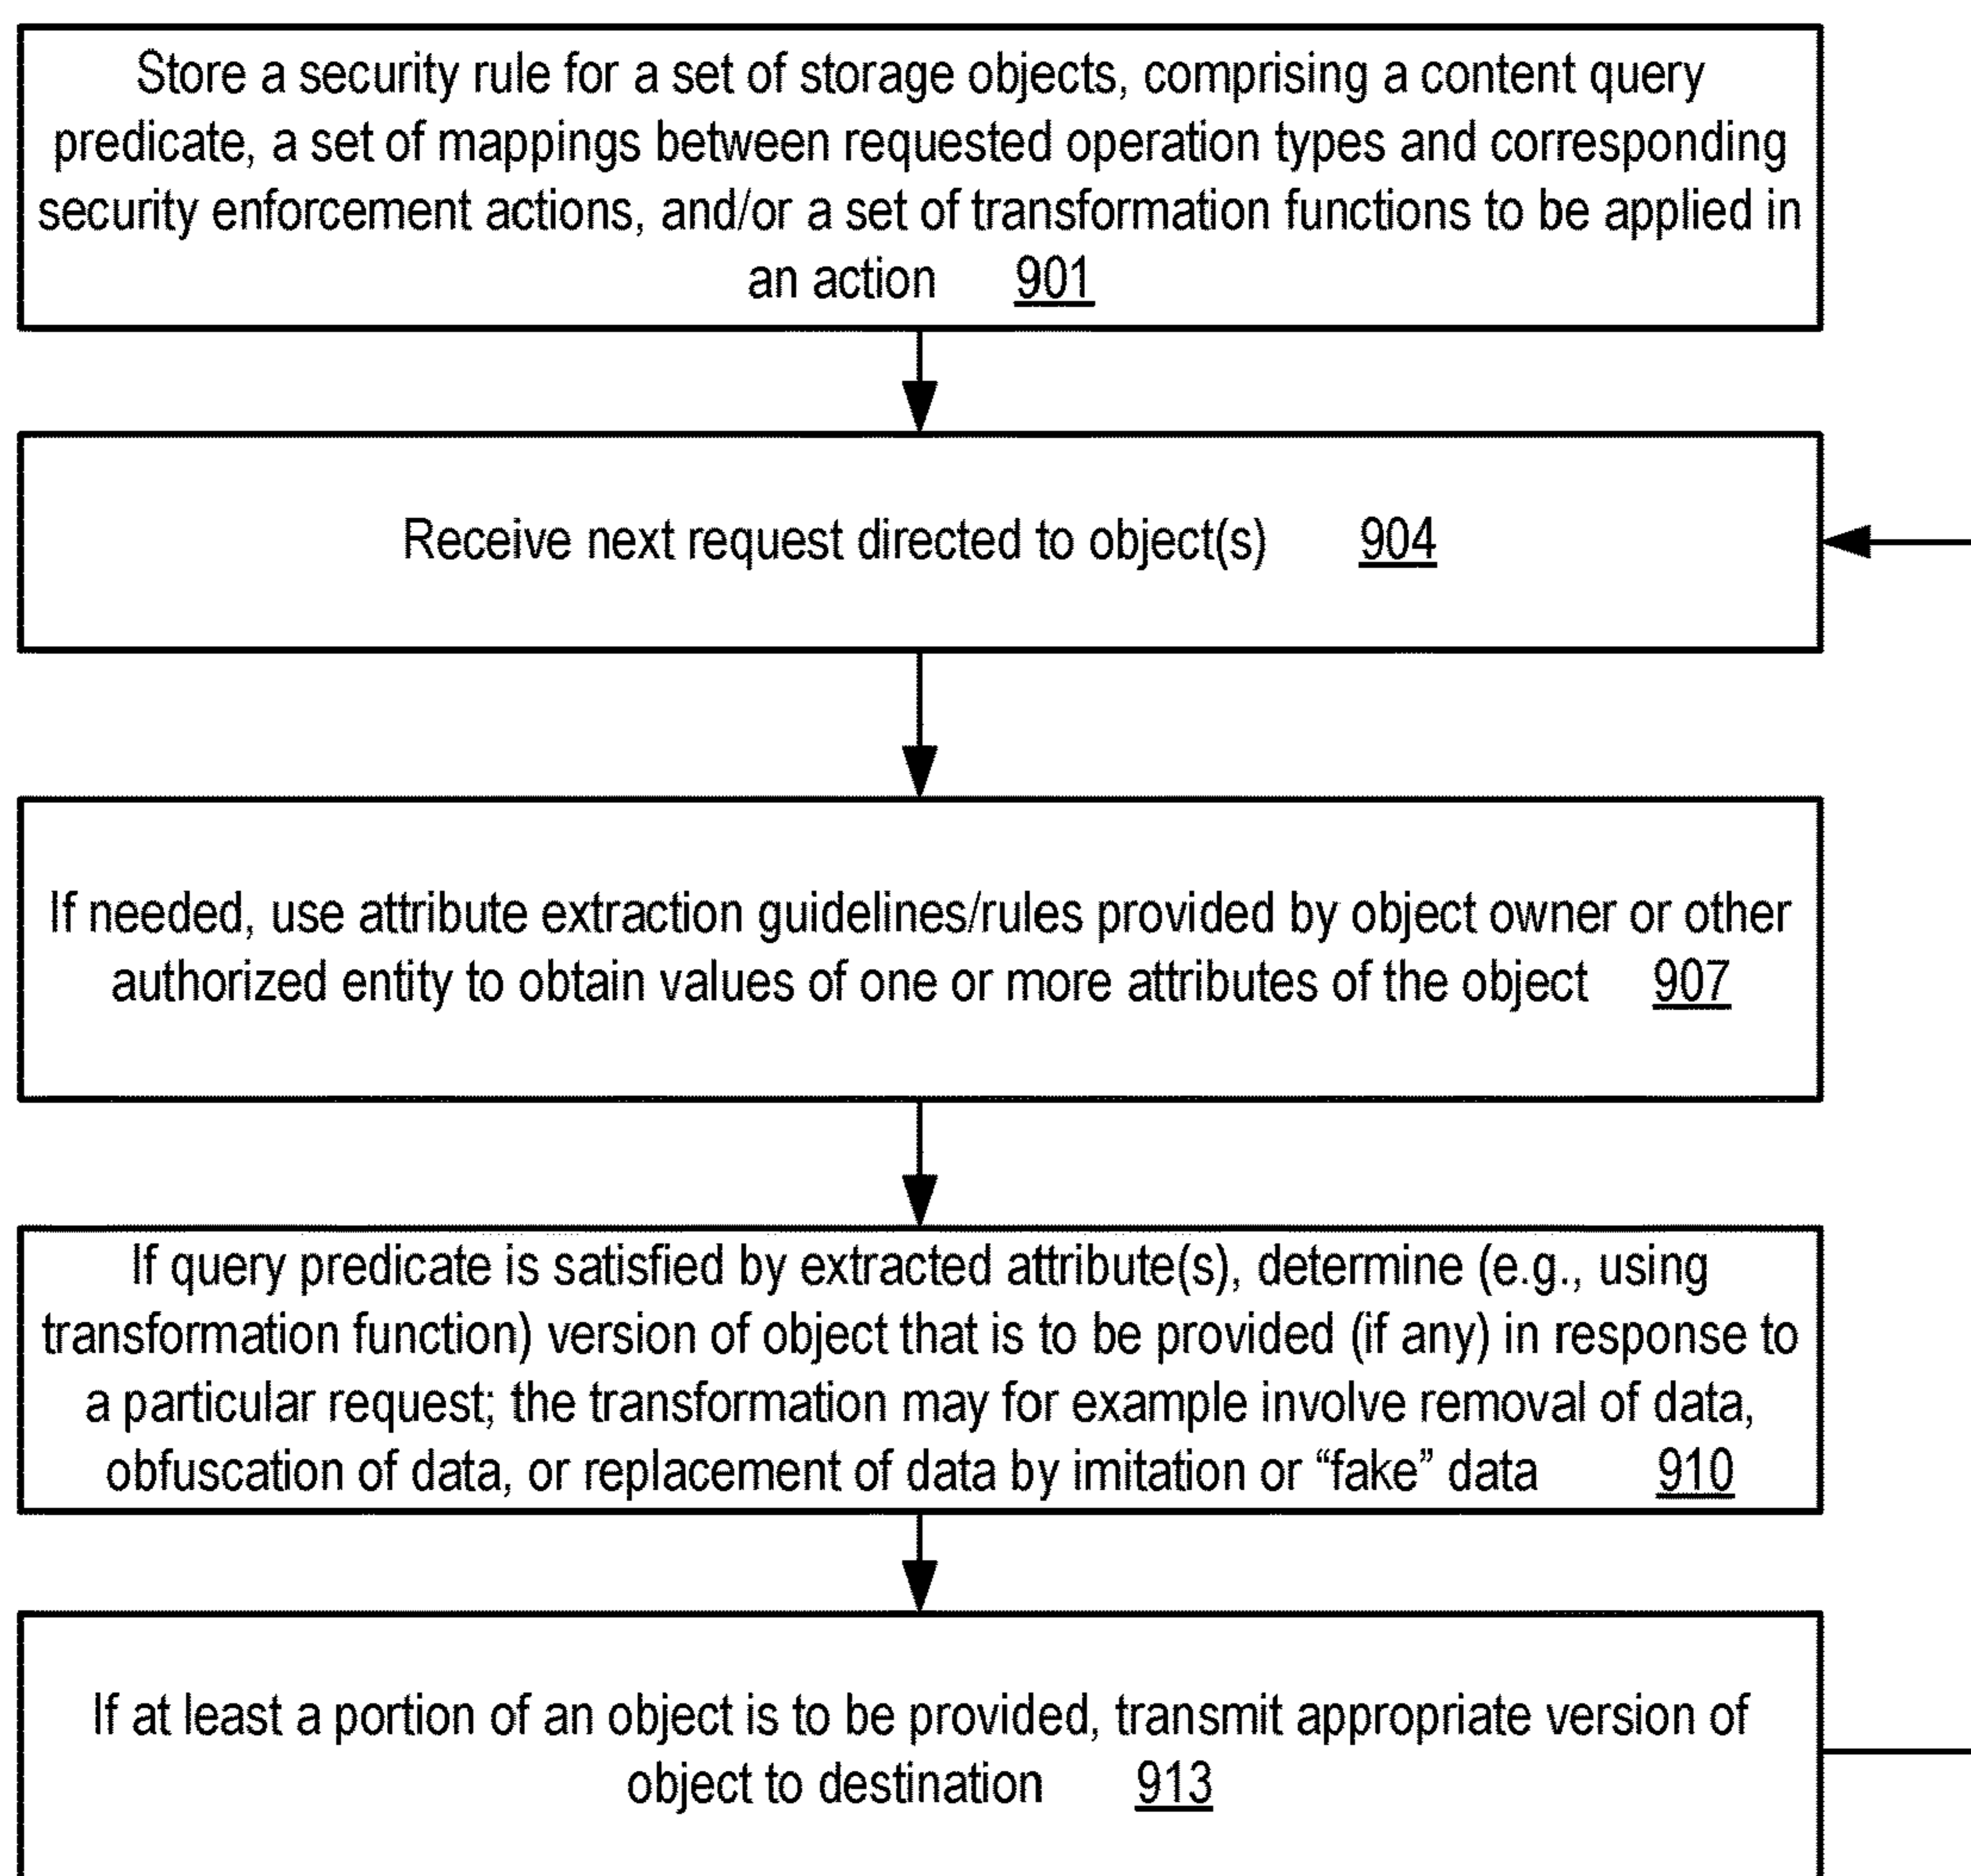 Store a security rule for a set of storage objects, comprising a content query
predicate, a set of mappings between requested operation types and corresponding
security enforcement actions, and/or a set of transformation functions to be applied in
an action 901
Receive next request directed to object(s) 904
If needed, use attribute extraction guidelines/rules provided by object owner or other
authorized entity to obtain values of one or more attributes of the object 907
If query predicate is satisfied by extracted attribute(s), determine (e.g., using
transformation function) version of object that is to be provided (if any) in response to
a particular request; the transformation may for example involve removal of data,
obfuscation of data, or replacement of data by imitation or “fake” data 910
If at least a portion of an object is to be provided, transmit appropriate version of
object to destination 913